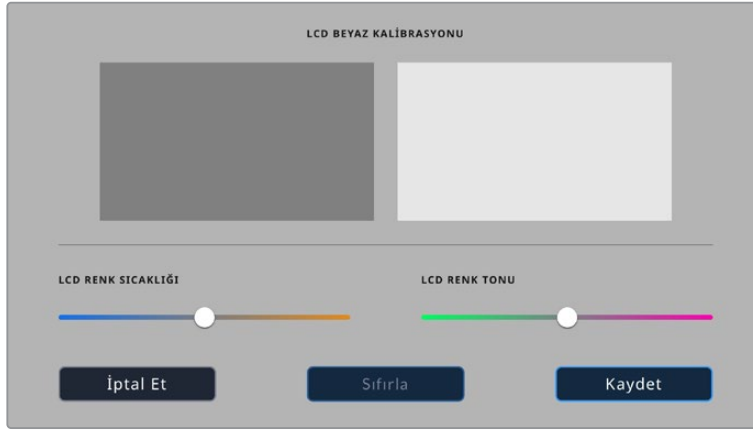 LCD BEYAZ KALİBRASYONU
LCD RENK SICAKLIĞI
LCD RENK TONU
İptal Et
Sıfırla
Kaydet